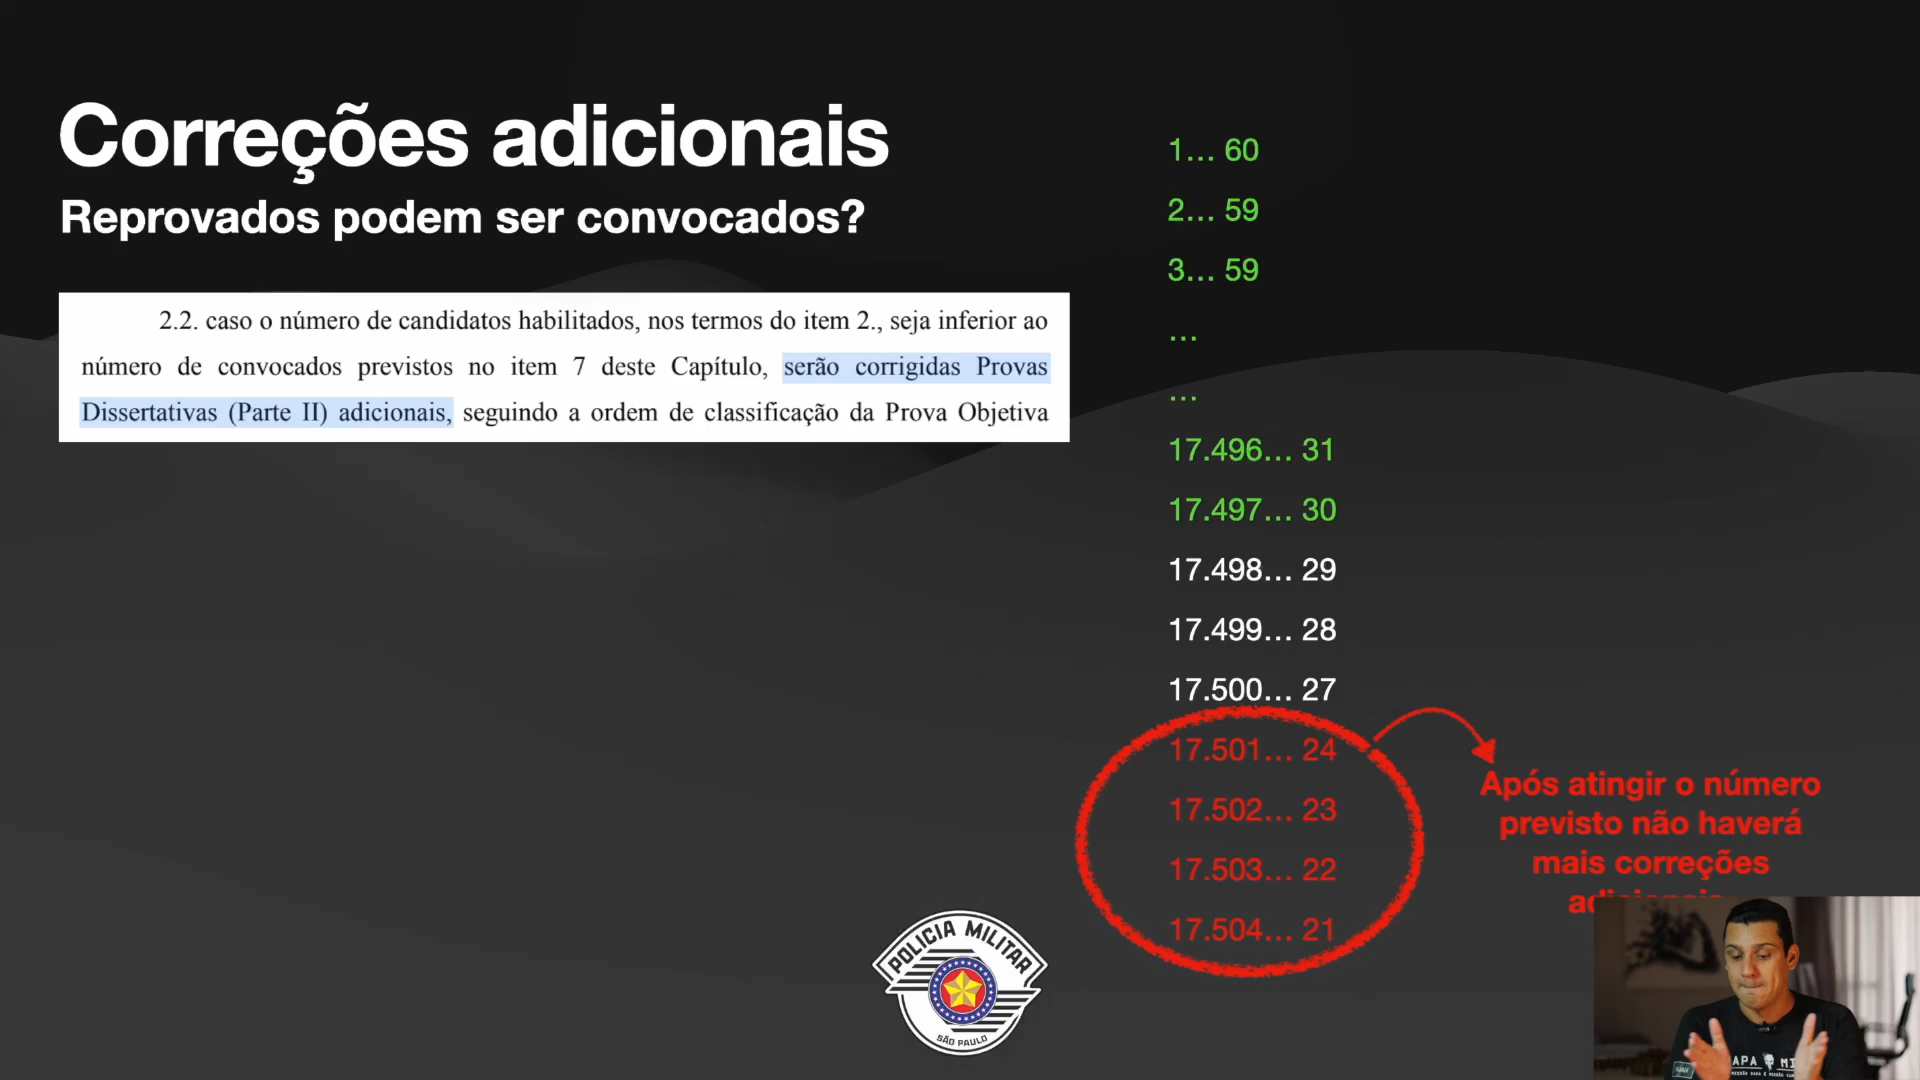 Correções adicionais
Reprovados podem ser convocados?
2.2. caso o número de candidatos habilitados, nos termos do item 2., seja inferior ao
número de convocados previstos no item 7 deste Capítulo, serão corrigidas Provas
Dissertativas (Parte II) adicionais, seguindo a ordem de classificação da Prova Objetiva
1... 60
2... 59
3... 59
...
...
17.496... 31
17.497... 30
17.498... 29
17.499... 28
17.500... 27
17.501... 24
17.502... 23
17.503... 22
17.504... 21
Após atingir o número
previsto não haverá
mais correções
POLICIA MILITAR
SÃO PAULO